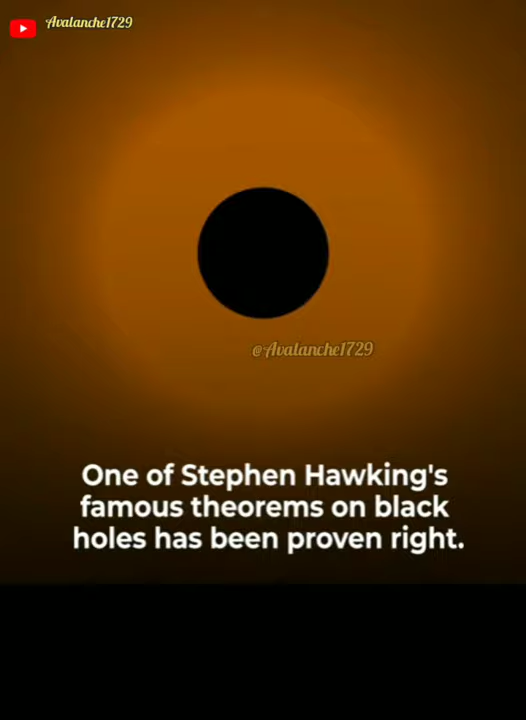 Avalanche1729
@Avalanche1729
One of Stephen Hawking's
famous theorems on black
holes has been proven right.